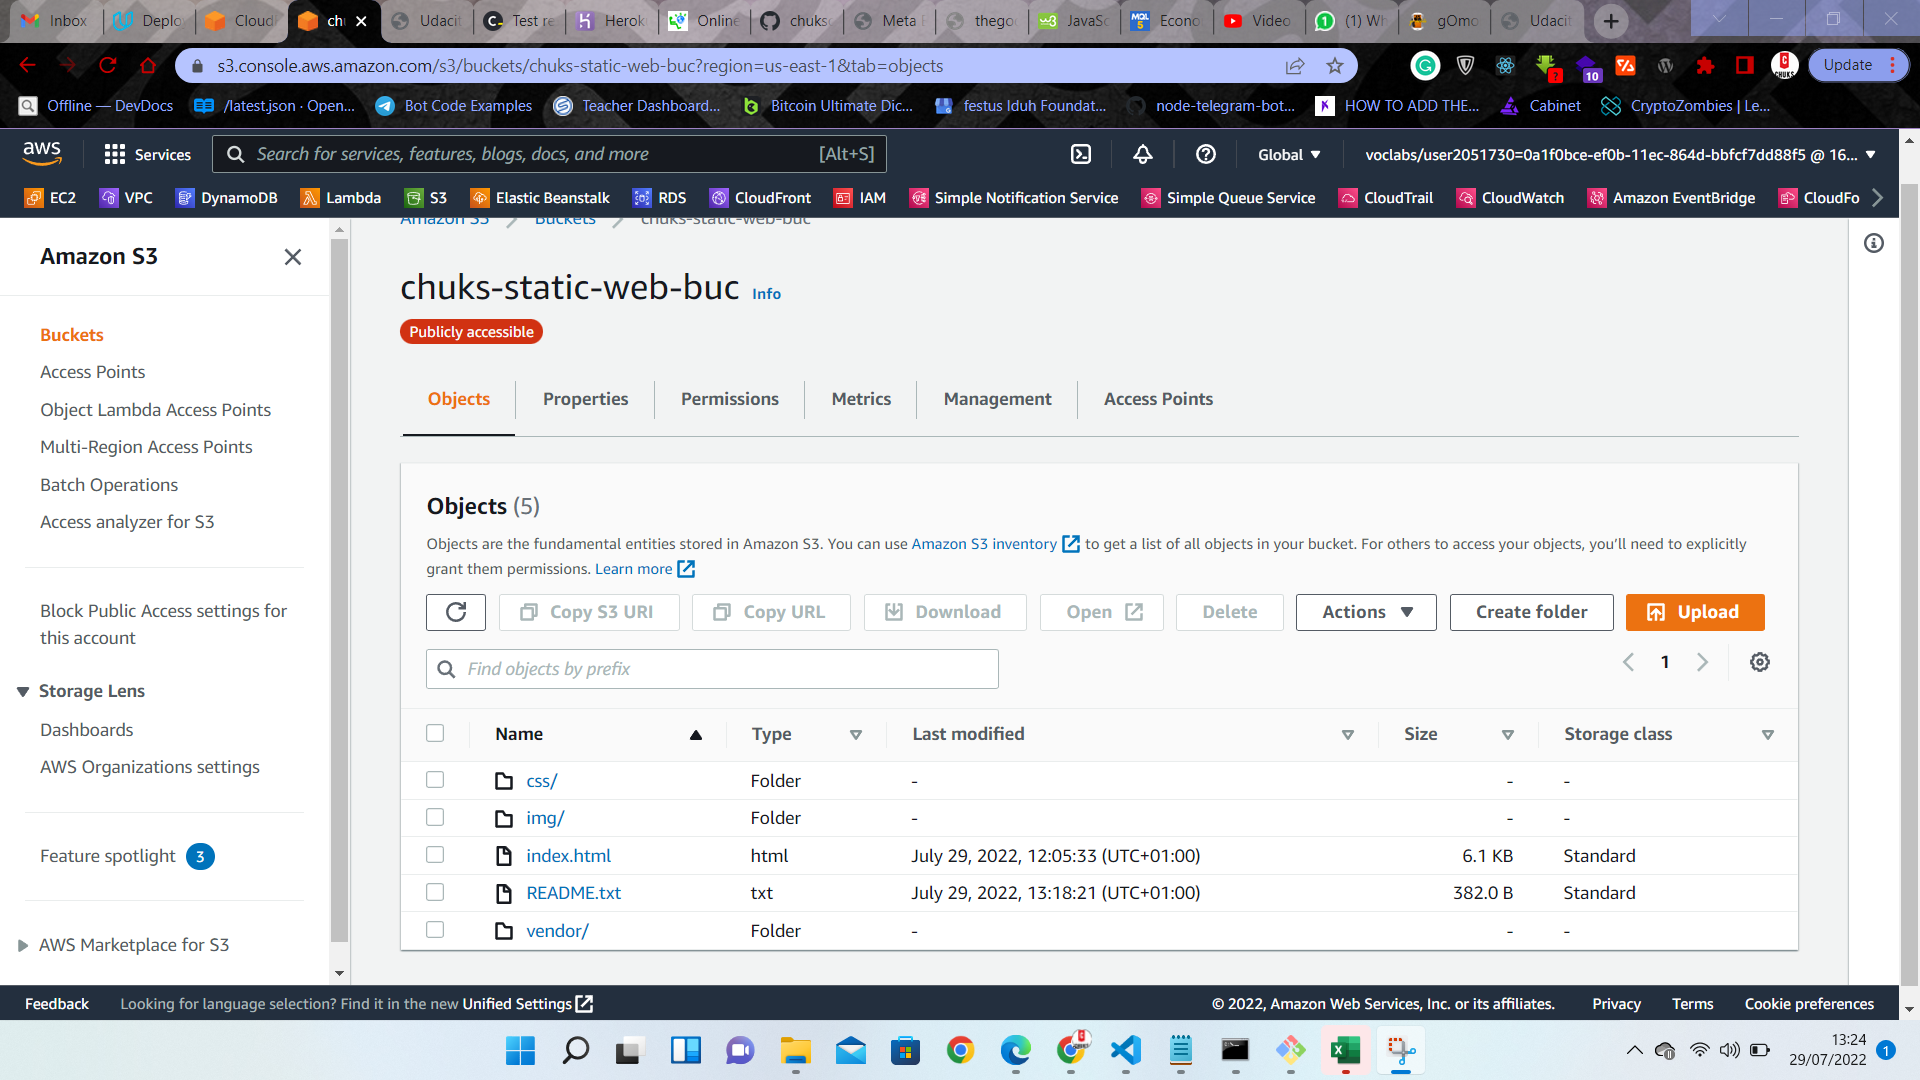 Inbox
Deplo
Cloud
ch
Udacit
Test re
Herok
Online
chukso
Meta
thegoo
JavaSc
Econo
Video
(1) Wh
gOmo
Udacit
s3.console.aws.amazon.com/s3/buckets/chuks-static-web-buc?region=us-east-1&tab=objects
10
Update
Offline — DevDocs
/latest.json · Open...
Bot Code Examples
Teacher Dashboard...
Bitcoin Ultimate Dic...
festus Iduh Foundat...
node-telegram-bot...
HOW TO ADD THE...
Cabinet
CryptoZombies | Le...
aws
Services
Search for services, features, blogs, docs, and more
[Alt+S]
Global
voclabs/user2051730=0a1f0bce-ef0b-11ec-864d-bbfcf7dd88f5 @ 16...
EC2
VPC
DynamoDB
Lambda
S3
Elastic Beanstalk
RDS
CloudFront
IAM
Simple Notification Service
Simple Queue Service
CloudTrail
CloudWatch
Amazon EventBridge
CloudFo
Amazon S3
Buckets
chuks-static-web-buc
Amazon S3
Buckets
Access Points
Object Lambda Access Points
Multi-Region Access Points
Batch Operations
Access analyzer for S3
Block Public Access settings for
this account
Storage Lens
Dashboards
AWS Organizations settings
Feature spotlight 3
AWS Marketplace for S3
chuks-static-web-buc Info
Publicly accessible
Objects
Properties
Permissions
Metrics
Management
Access Points
Objects (5)
Objects are the fundamental entities stored in Amazon S3. You can use Amazon S3 inventory to get a list of all objects in your bucket. For others to access your objects, you'll need to explicitly
grant them permissions. Learn more
Copy S3 URI
Copy URL
Download
Open
Delete
Actions
Create folder
Upload
Find objects by prefix
1
Name Type Last modified Size Storage class
css/ Folder - - -
img/ Folder - - -
index.html html July 29, 2022, 12:05:33 (UTC+01:00) 6.1 KB Standard
README.txt txt July 29, 2022, 13:18:21 (UTC+01:00) 382.0 B Standard
vendor/ Folder - - -
Feedback
Looking for language selection? Find it in the new Unified Settings
© 2022, Amazon Web Services, Inc. or its affiliates.
Privacy
Terms
Cookie preferences
13:24
29/07/2022
1